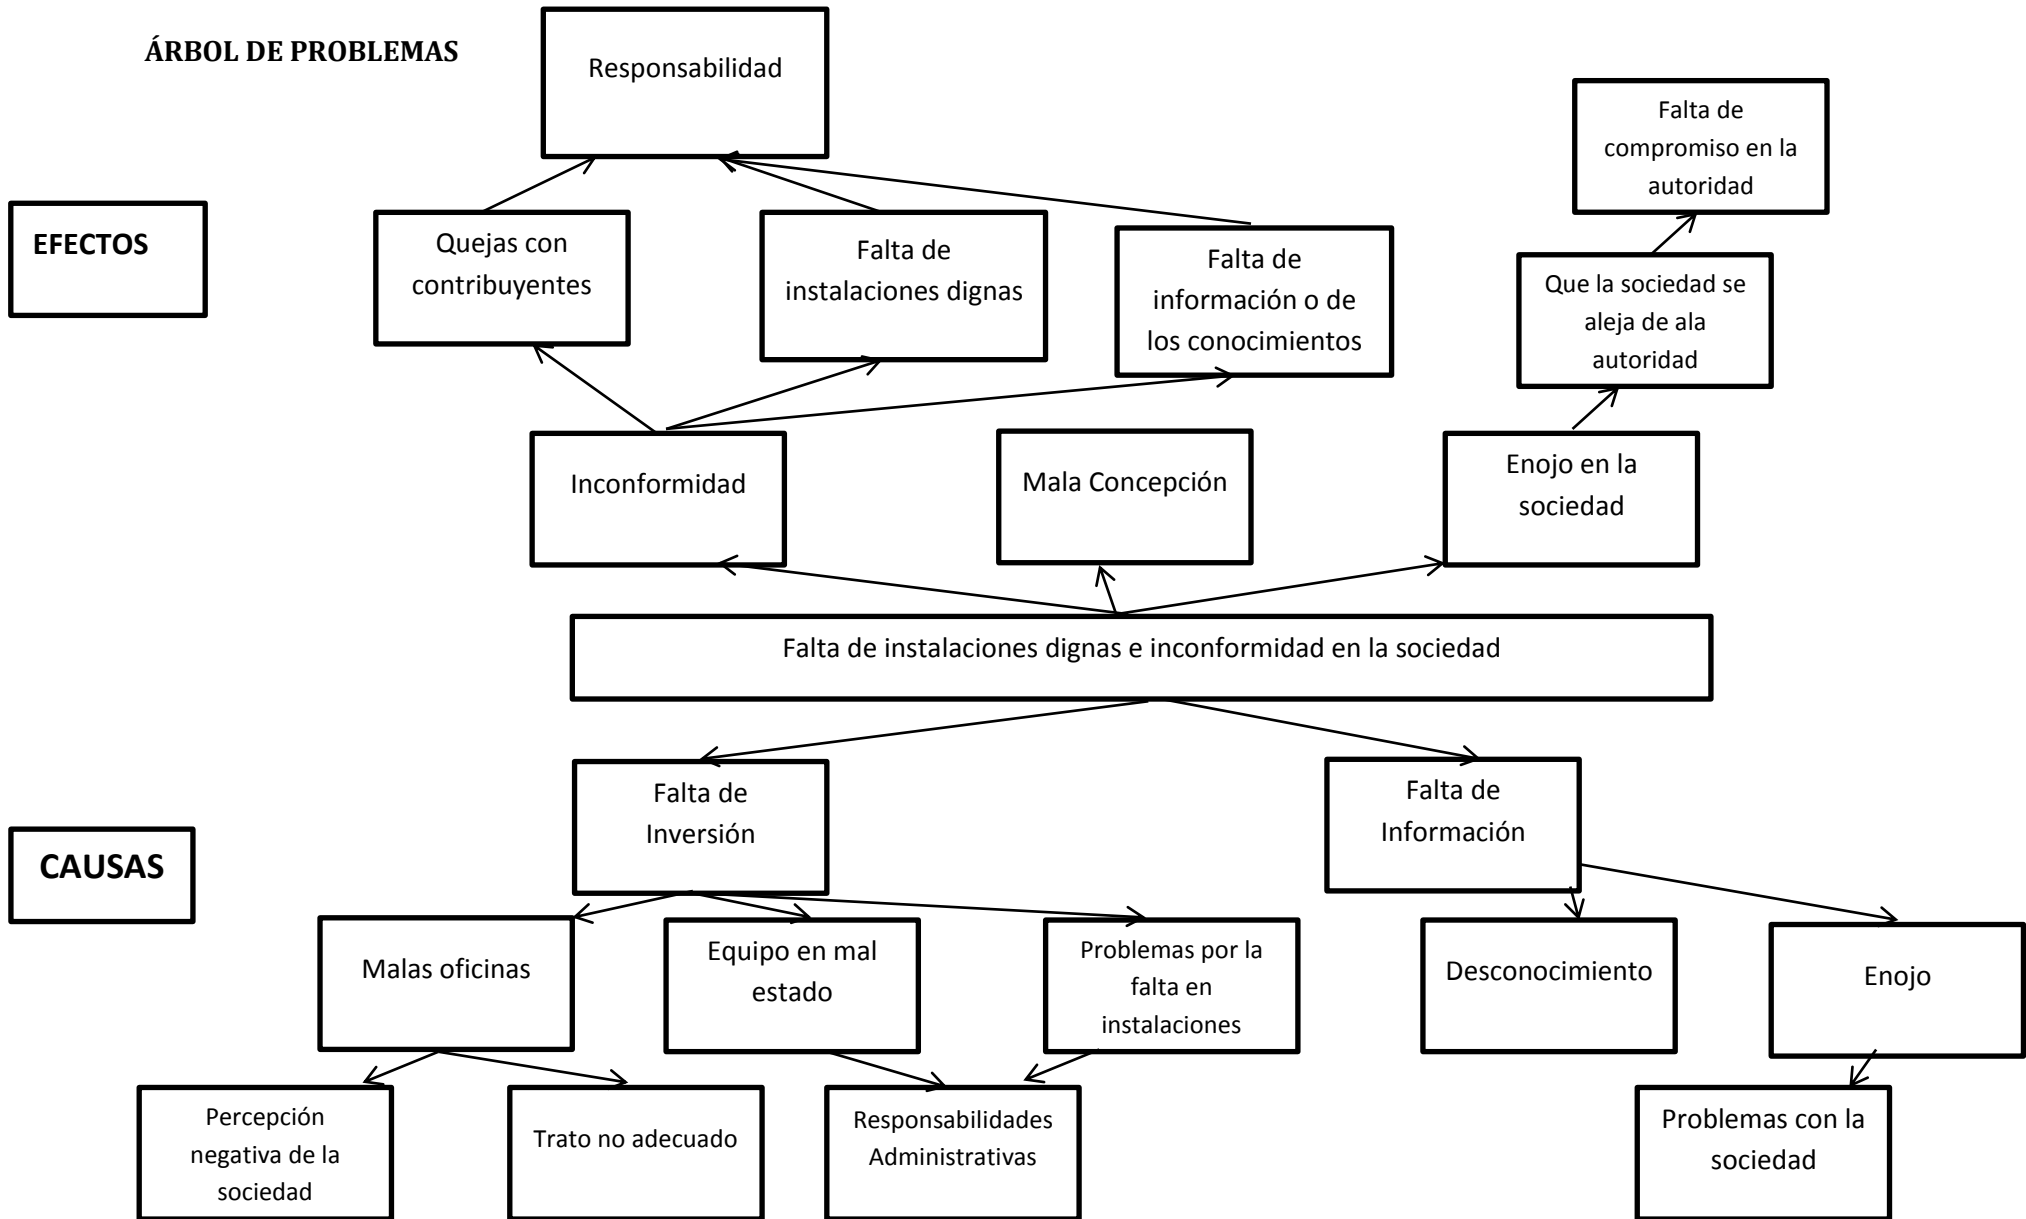 ÁRBOL DE PROBLEMAS
Responsabilidad
Falta de
compromiso en la
autoridad
EFECTOS
Quejas con
contribuyentes
Falta de
instalaciones dignas
Falta de
información o de
los conocimientos
Que la sociedad se
aleja de ala
autoridad
Inconformidad
Mala Concepción
Enojo en la
sociedad
Falta de instalaciones dignas e inconformidad en la sociedad
Falta de
Inversión
Falta de
Información
CAUSAS
Malas oficinas
Equipo en mal
estado
Problemas por la
falta en
instalaciones
Desconocimiento
Enojo
Percepción
negativa de la
sociedad
Trato no adecuado
Responsabilidades
Administrativas
Problemas con la
sociedad